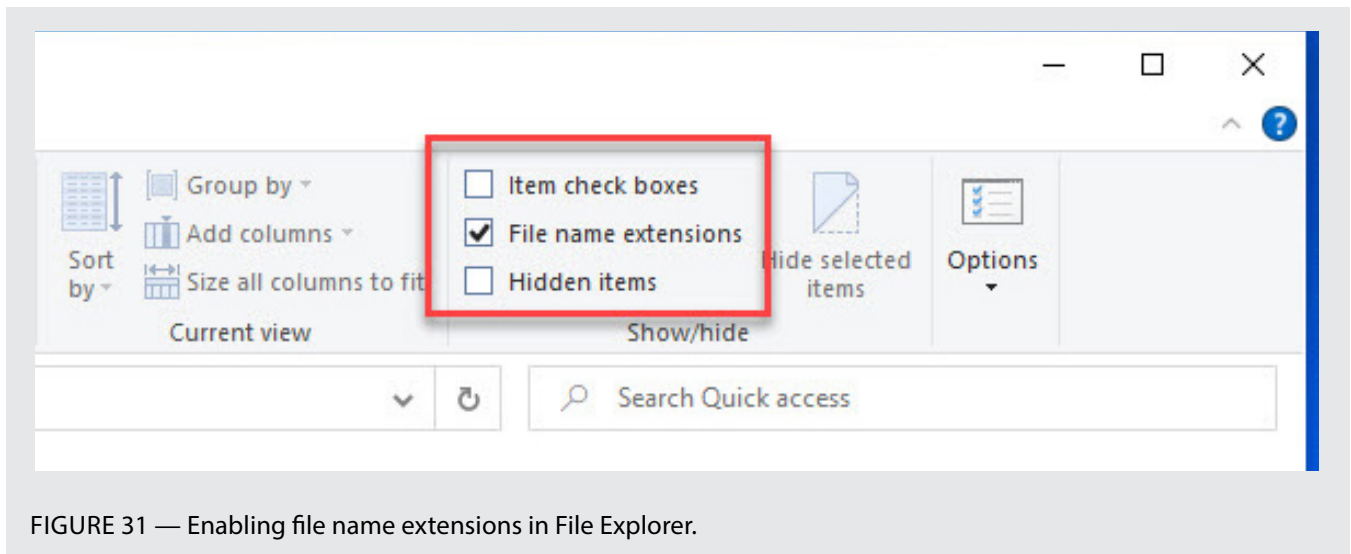 ?
Sort
by
Group by
Add columns
Size all columns to fit
Current view
Item check boxes
File name extensions
Hidden items
Hide selected
items
Show/hide
Options
Search Quick access
FIGURE 31 — Enabling file name extensions in File Explorer.